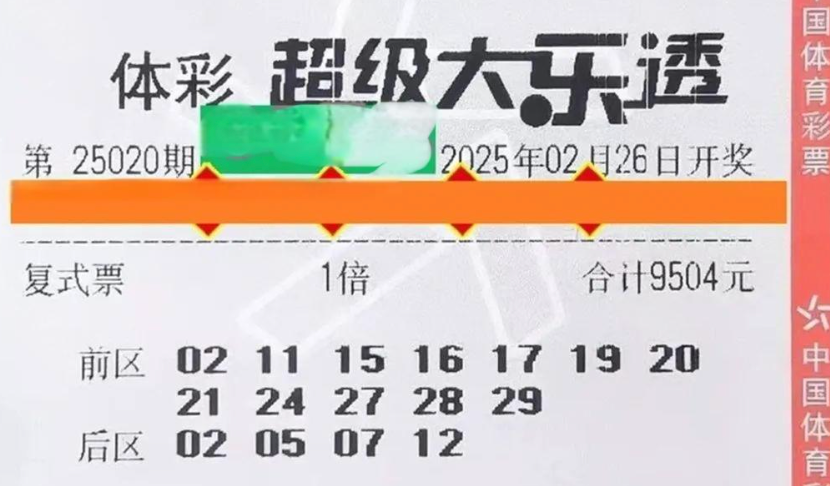 体彩 超级大乐透
第 25020期 2025年02月26日开奖
复式票 1倍 合计9504元
前区 02 11 15 16 17 19 20
21 24 27 28 29
后区 02 05 07 12
中国体育彩票
中国体育